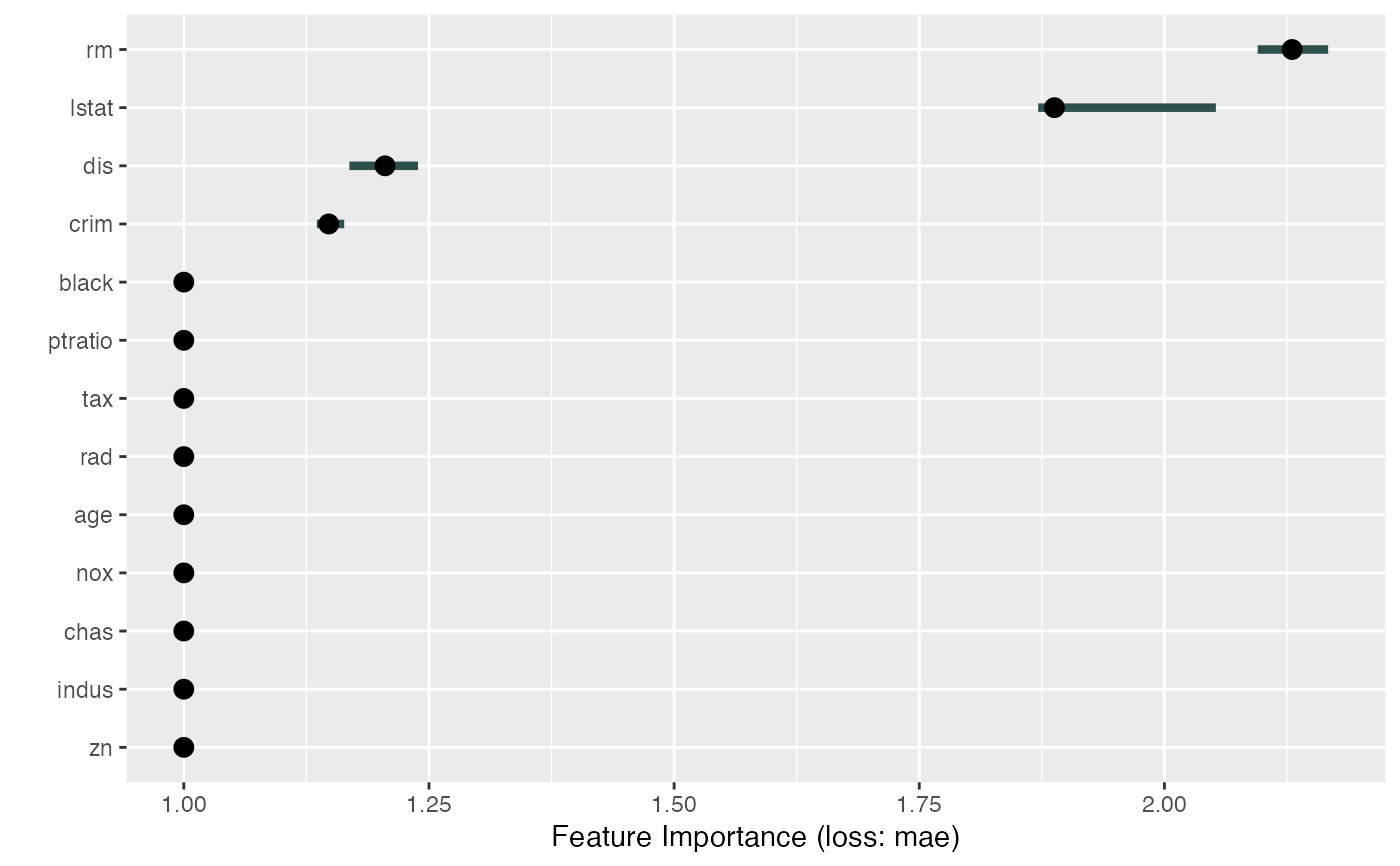 rm
lstat
dis
crim
black
ptratio
tax
rad
age
nox
chas
indus
zn
1.00 1.25 1.50 1.75 2.00
Feature Importance (loss: mae)